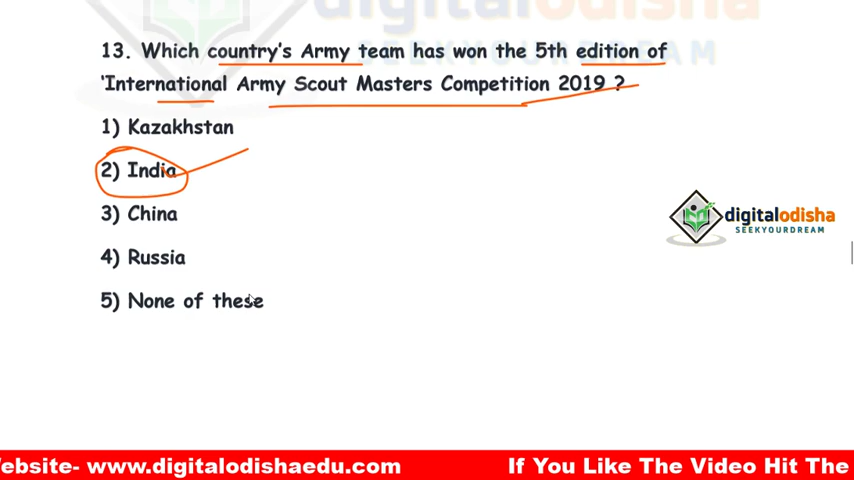 digitalodisha
SEEKYOURDREAM
13. Which country's Army team has won the 5th edition of
'International Army Scout Masters Competition 2019 ?
1) Kazakhstan
2) India
3) China
4) Russia
5) None of these
digitalodisha
SEEKYOURDREAM
ebsite- www.digitalodishaedu.com If You Like The Video Hit The